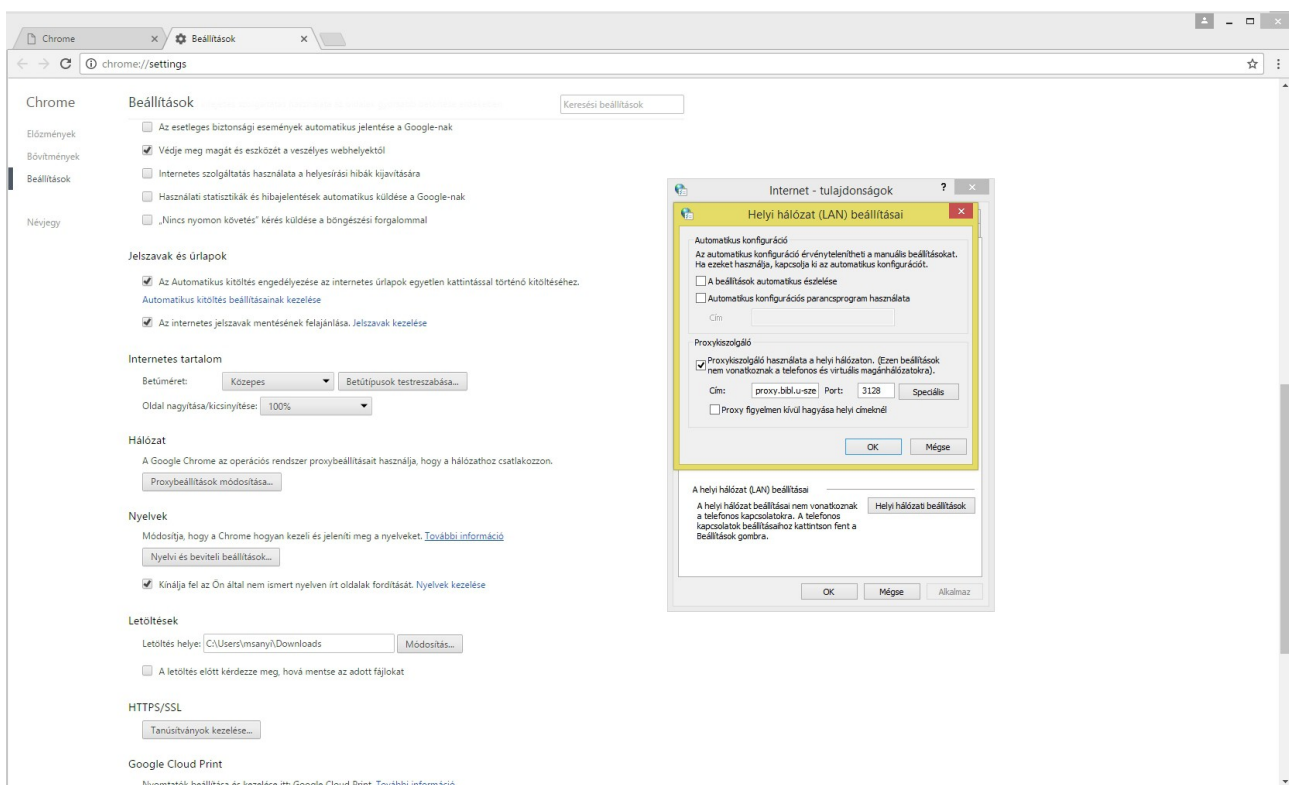 Chrome
Beállítások
chrome://settings
Chrome
Előzmények
Bővítmények
Beállítások
Névjegy
Beállítások
Keresési beállítások
Az esetleges biztonsági események automatikus jelentése a Google-nak
Védje meg magát és eszközét a veszélyes webhelyektől
Internetes szolgáltatás használata a helyesírási hibák kijavítására
Használati statisztikák és hibajelentések automatikus küldése a Google-nak
„Nincs nyomon követés” kérés küldése a böngészési forgalommal
Jelszavak és űrlapok
Az Automatikus kitöltés engedélyezése az internetes űrlapok egyetlen kattintással történő kitöltéséhez.
Automatikus kitöltés beállításainak kezelése
Az internetes jelszavak mentésének felajánlása. Jelszavak kezelése
Internetes tartalom
Betűméret: Közepes Betűtípusok testreszabása...
Oldal nagyítása/kicsinyítése: 100%
Hálózat
A Google Chrome az operációs rendszer proxybeállításait használja, hogy a hálózathoz csatlakozzon.
Proxybeállítások módosítása...
Nyelvek
Módosítja, hogy a Chrome hogyan kezeli és jeleníti meg a nyelveket. További információ
Nyelvi és beviteli beállítások...
Kínálja fel az Ön által nem ismert nyelven írt oldalak fordítását. Nyelvek kezelése
Letöltések
Letöltés helye: C:\Users\msanyi\Downloads Módosítás...
A letöltés előtt kérdezze meg, hová mentse az adott fájlokat
HTTPS/SSL
Tanúsítványok kezelése...
Google Cloud Print
Nyomtatók beállítása és kezelése itt: Google Cloud Print. További információ
Internet - tulajdonságok
Helyi hálózat (LAN) beállításai
Automatikus konfiguráció
Az automatikus konfiguráció érvénytelenítheti a manuális beállításokat.
Ha ezeket használja, kapcsolja ki az automatikus konfigurációt.
A beállítások automatikus észlelése
Automatikus konfigurációs parancsprogram használata
Cím
Proxykiszolgáló
Proxykiszolgáló használata a helyi hálózaton. (Ezen beállítások
nem vonatkoznak a telefonos és virtuális magánhálózatokra).
Cím: proxy.bibl.u-sze Port: 3128 Speciális
Proxy figyelmen kívül hagyása helyi címeknél
OK Mégse
A helyi hálózat (LAN) beállításai
A helyi hálózat beállításai nem vonatkoznak
a telefonos kapcsolatokra. A telefonos
kapcsolatok beállításaihoz kattintson fent a
Beállítások gombra.
Helyi hálózati beállítások
OK Mégse Alkalmaz